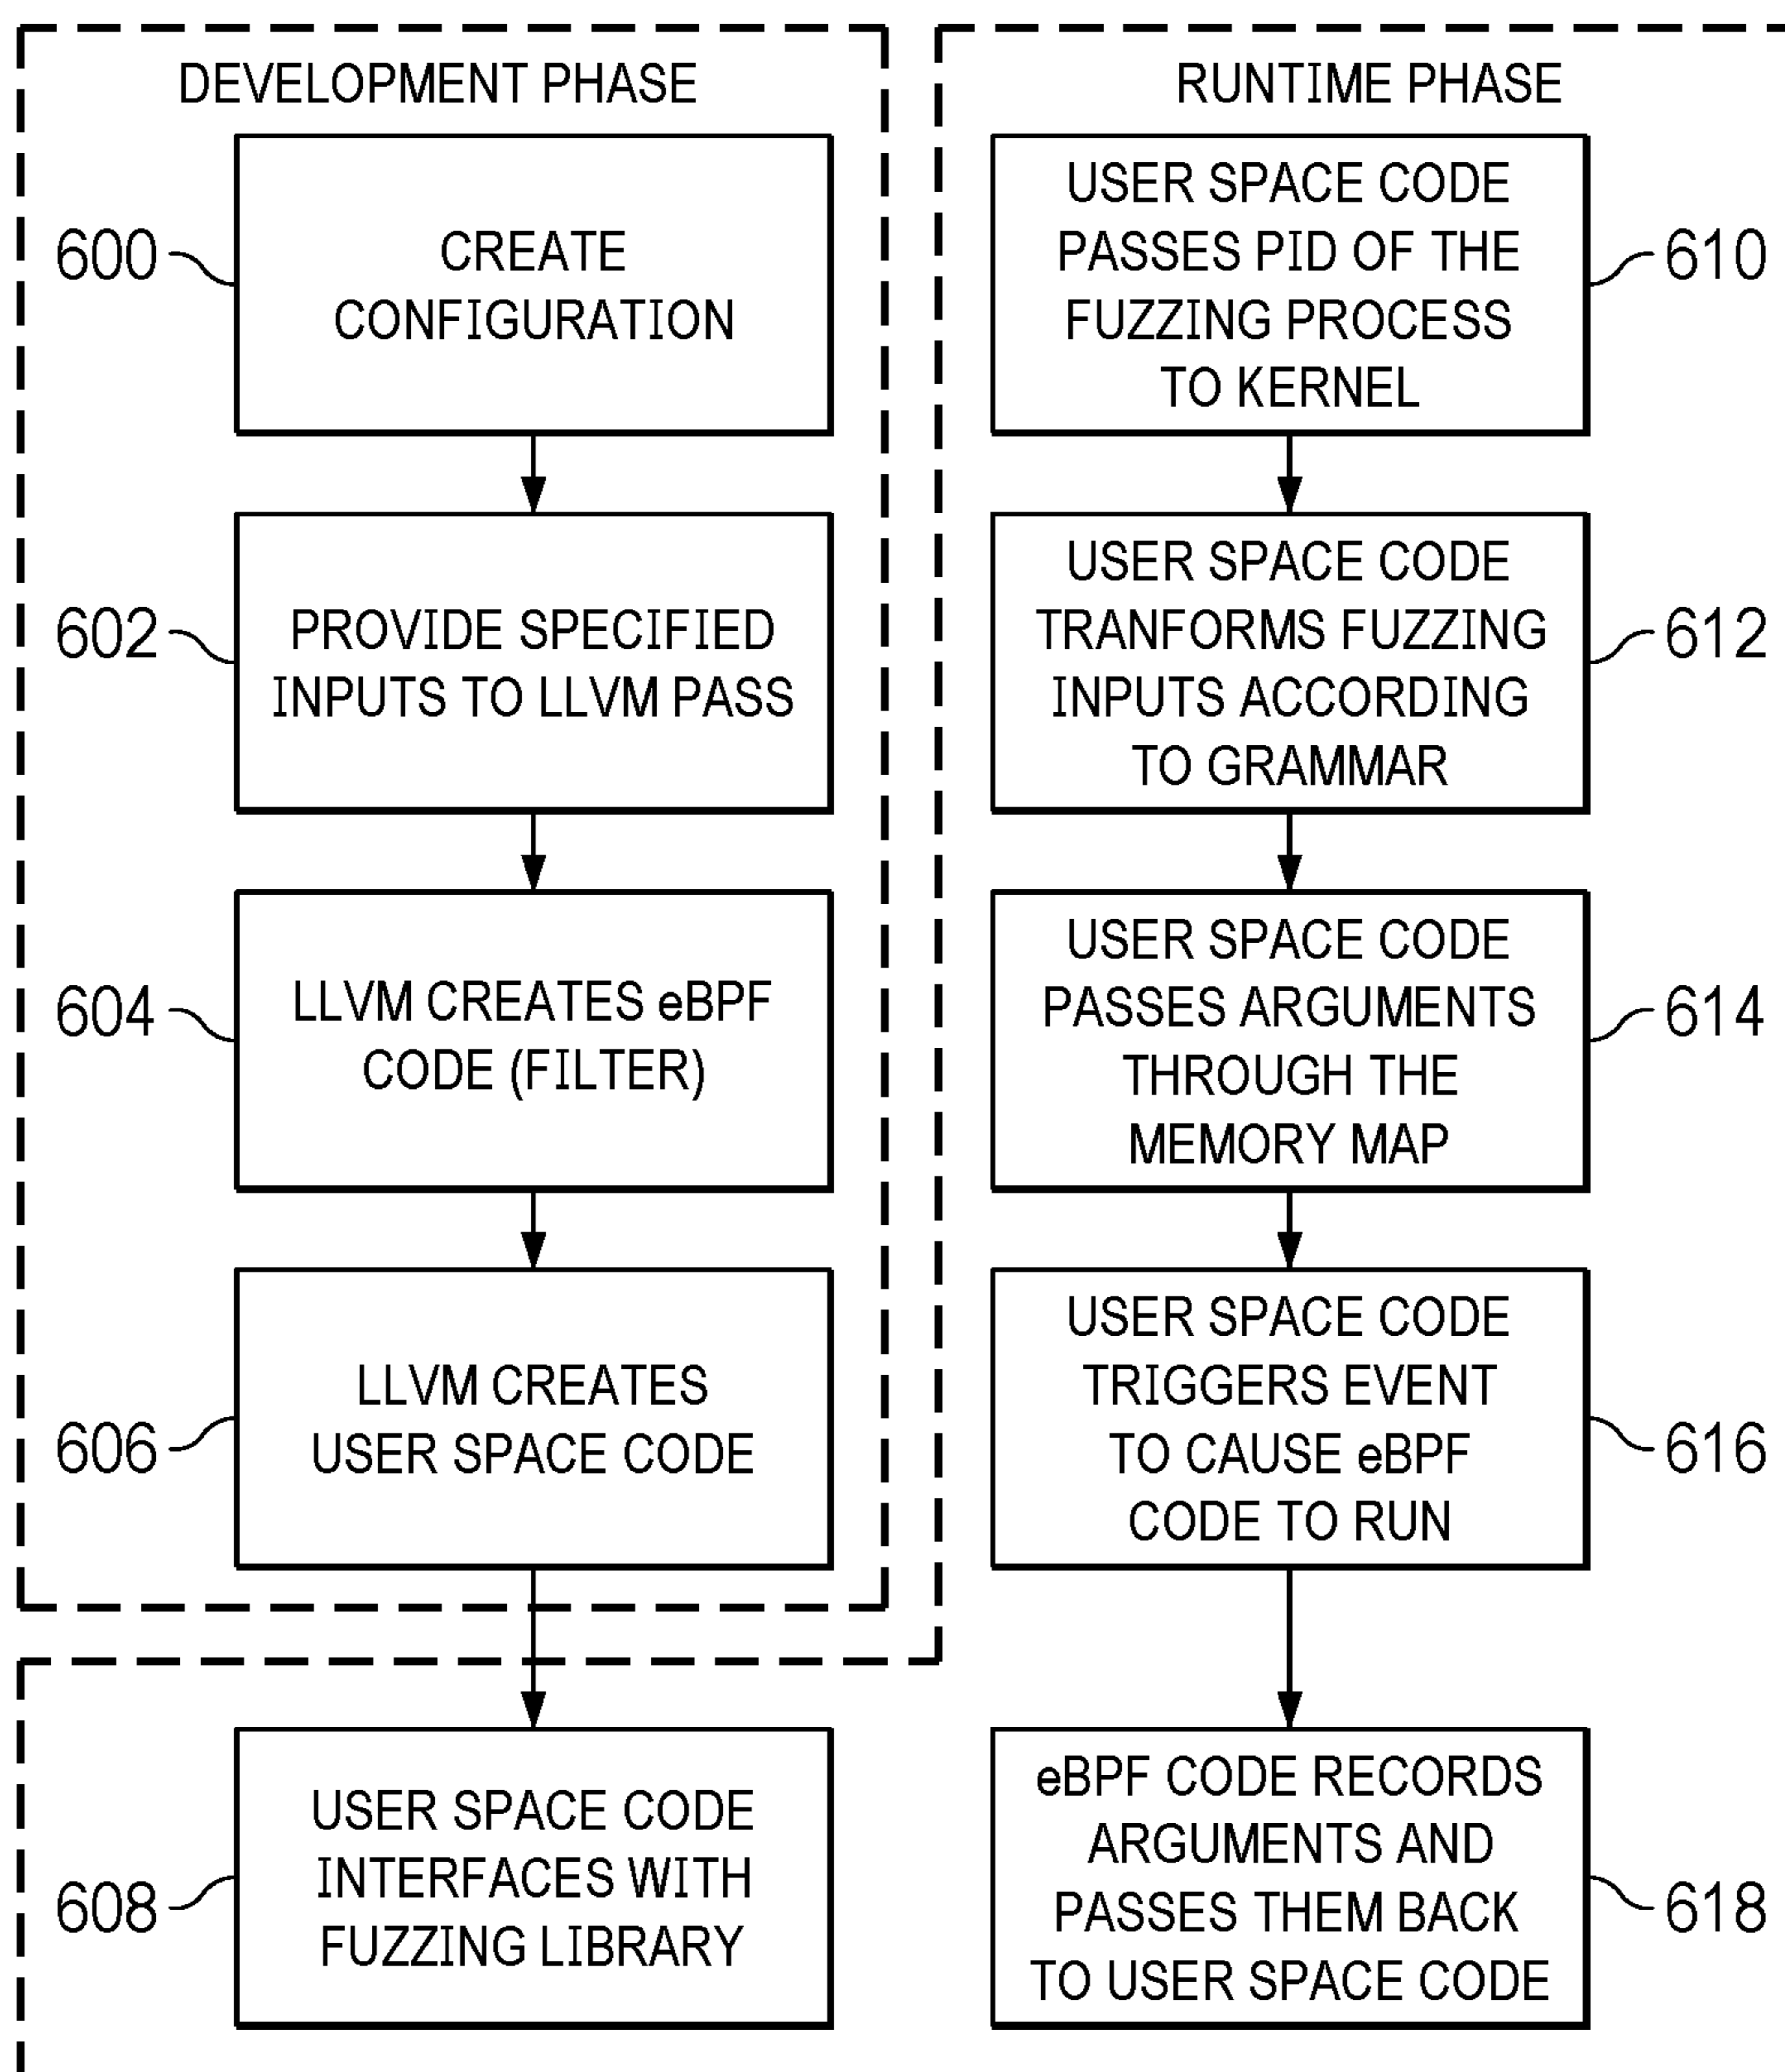 DEVELOPMENT PHASE
600
CREATE
CONFIGURATION
602
PROVIDE SPECIFIED
INPUTS TO LLVM PASS
604
LLVM CREATES eBPF
CODE (FILTER)
606
LLVM CREATES
USER SPACE CODE
608
USER SPACE CODE
INTERFACES WITH
FUZZING LIBRARY
RUNTIME PHASE
USER SPACE CODE
PASSES PID OF THE
FUZZING PROCESS
TO KERNEL
610
USER SPACE CODE
TRANFORMS FUZZING
INPUTS ACCORDING
TO GRAMMAR
612
USER SPACE CODE
PASSES ARGUMENTS
THROUGH THE
MEMORY MAP
614
USER SPACE CODE
TRIGGERS EVENT
TO CAUSE eBPF
CODE TO RUN
616
eBPF CODE RECORDS
ARGUMENTS AND
PASSES THEM BACK
TO USER SPACE CODE
618